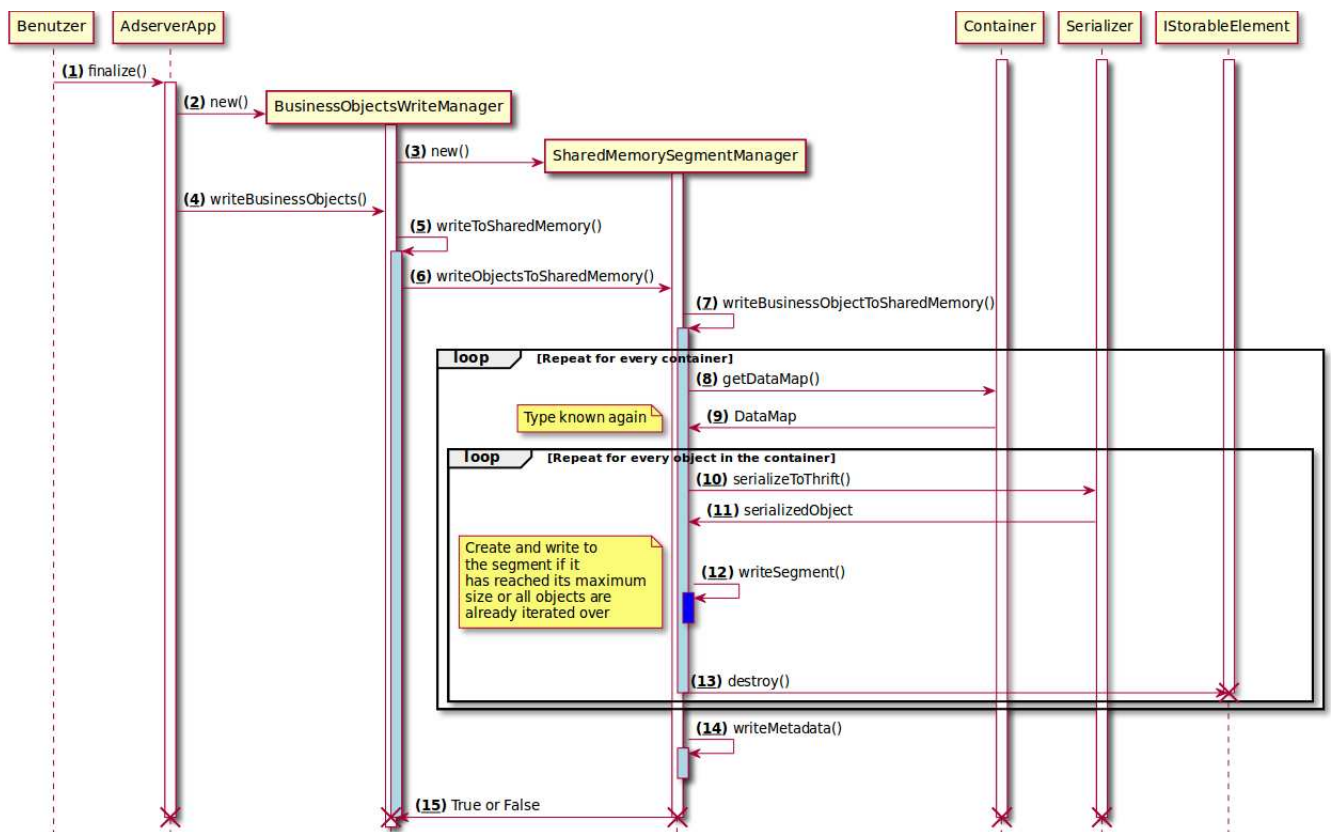 Benutzer
AdserverApp
Container
Serializer
IStorableElement
(1) finalize()
(2) new()
BusinessObjectsWriteManager
(3) new()
SharedMemorySegmentManager
(4) writeBusinessObjects()
(5) writeToSharedMemory()
(6) writeObjectsToSharedMemory()
(7) writeBusinessObjectToSharedMemory()
loop [Repeat for every container]
(8) getDataMap()
Type known again
(9) DataMap
loop [Repeat for every object in the container]
(10) serializeToThrift()
(11) serializedObject
Create and write to
the segment if it
has reached its maximum
size or all objects are
already iterated over
(12) writeSegment()
(13) destroy()
(14) writeMetadata()
(15) True or False